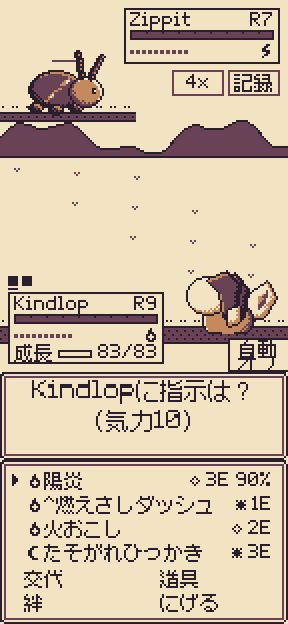 Zippit R7
4x 記録
Kindlop R9
成長 83/83
自動
Kindlopに指示は？
(気力10)
陽炎 3E 90%
^燃えさしダッシュ 1E
火おこし 2E
たそがれひっかき 3E
交代 道具
絆 にげる